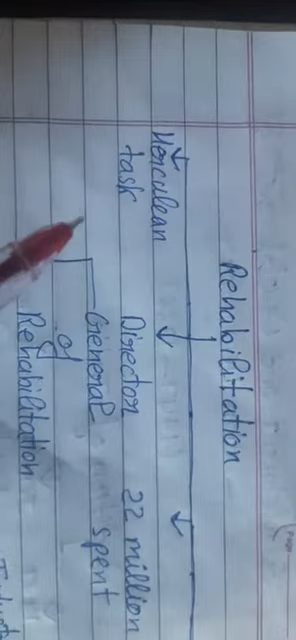 Rehabilitation
Herculean task
Director General of Rehabilitation
22 million spent